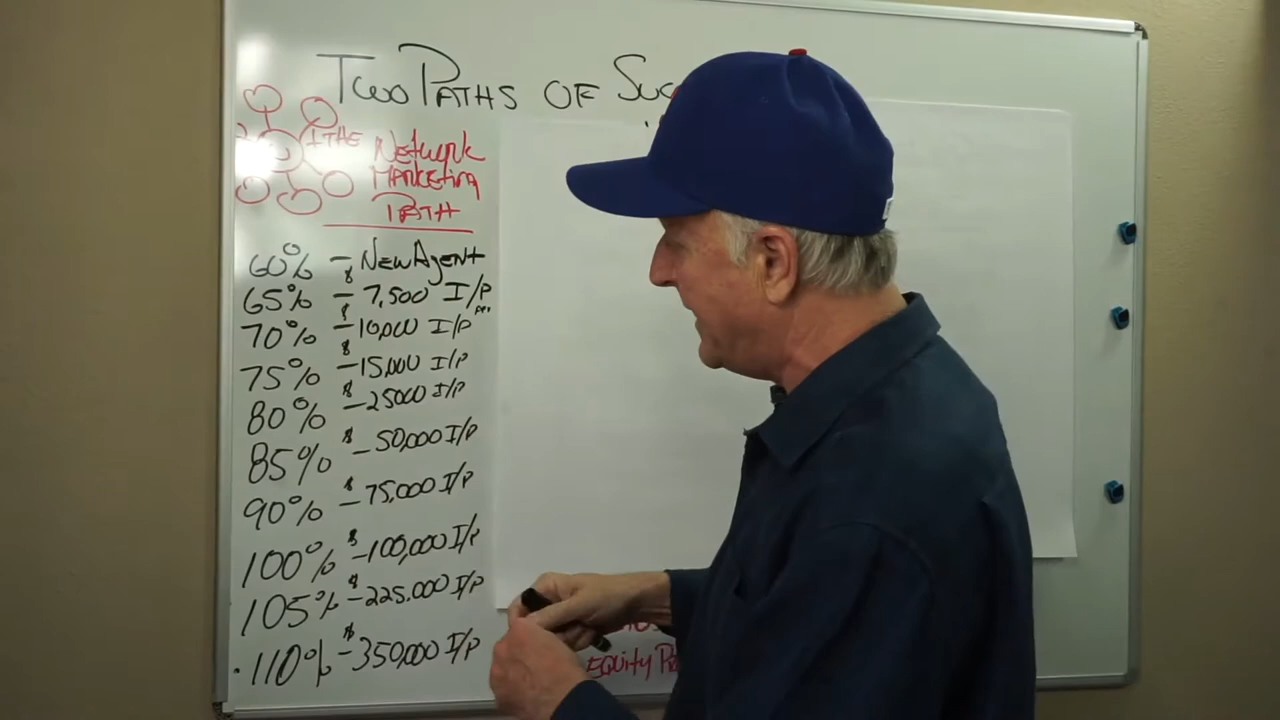 Two Paths of Suc
The Network
Marketing
Path
60% - New Agent
65% - $7,500 I/P
70% - $10,000 I/P
75% - $15,000 I/P
80% - $25000 I/P
85% - $50,000 I/P
90% - $75,000 I/P
100% - $100,000 I/P
105% - $225.000 I/P
110% - $350,000 I/P
Equity